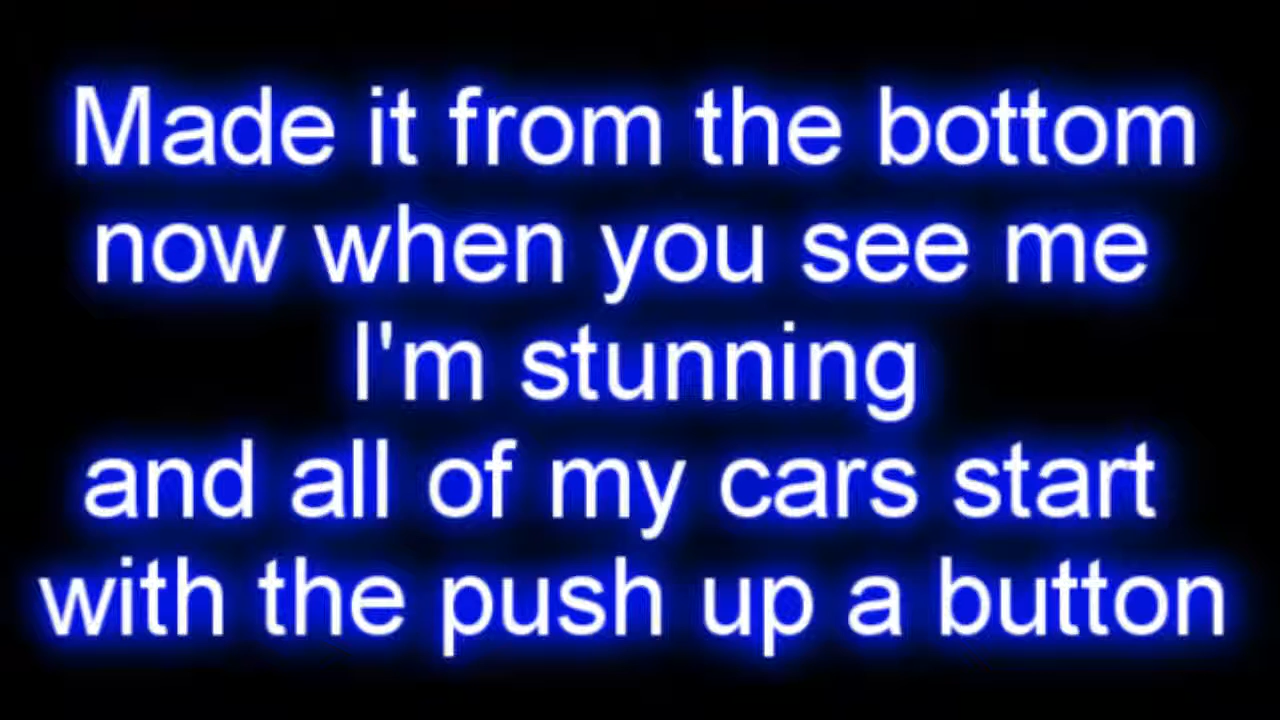 Made it from the bottom
now when you see me
I'm stunning
and all of my cars start
with the push up a button